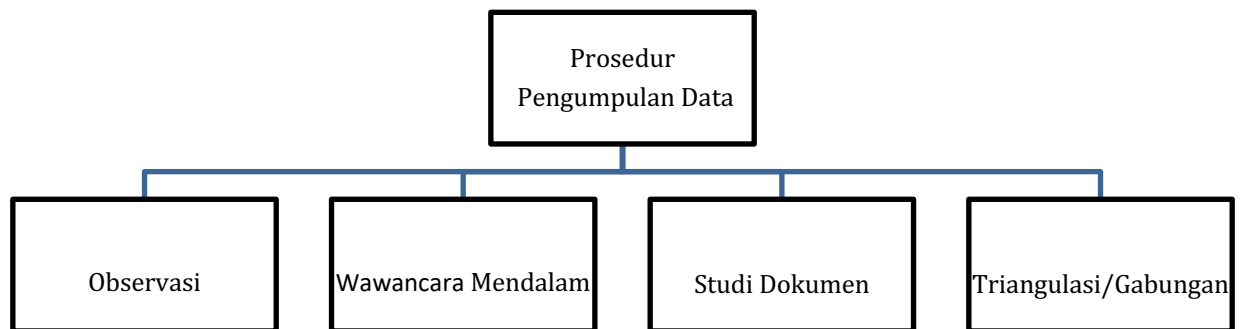 Prosedur
Pengumpulan Data
Observasi
Wawancara Mendalam
Studi Dokumen
Triangulasi/Gabungan